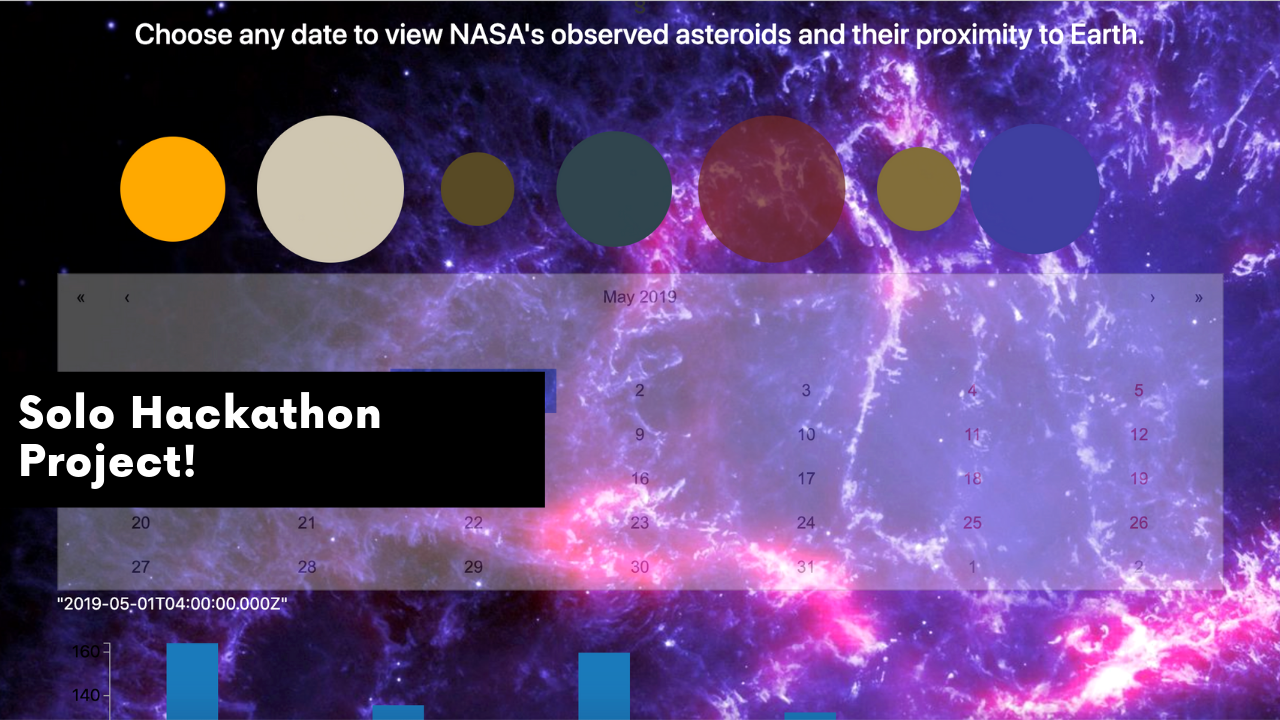 Choose any date to view NASA's observed asteroids and their proximity to Earth.
« ‹ May 2019 › »
2 3 4 5
Solo Hackathon
9 10 11 12
Project!
16 17 18 19
20 21 22 23 24 25 26
27 28 29 30 31 1 2
"2019-05-01T04:00:00.000Z"
160
140